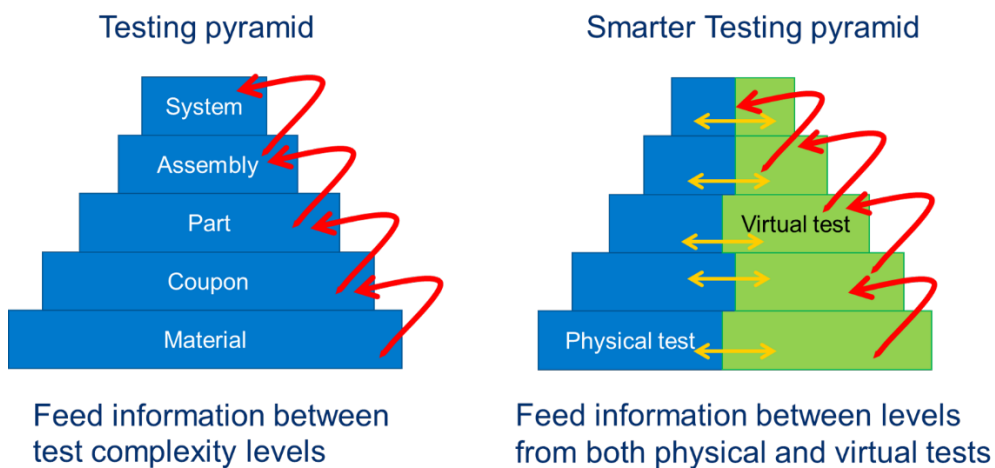 Testing pyramid
System
Assembly
Part
Coupon
Material
Feed information between
test complexity levels
Smarter Testing pyramid
Virtual test
Physical test
Feed information between levels
from both physical and virtual tests